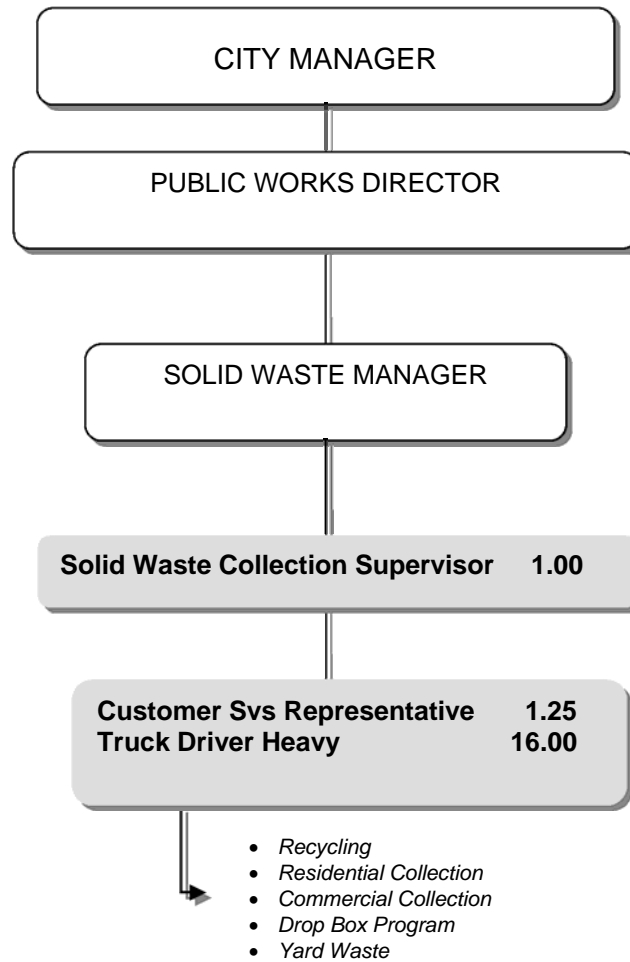 CITY MANAGER
PUBLIC WORKS DIRECTOR
SOLID WASTE MANAGER
Solid Waste Collection Supervisor 1.00
Customer Svs Representative 1.25
Truck Driver Heavy 16.00
• Recycling
• Residential Collection
• Commercial Collection
• Drop Box Program
• Yard Waste